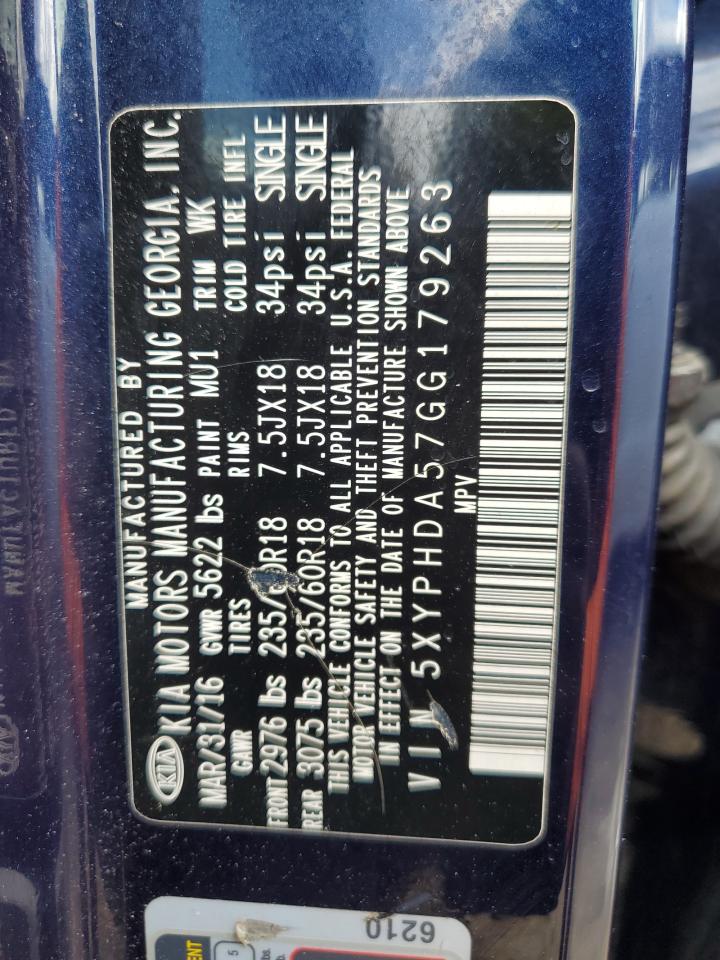 MANUFACTURED BY
KIA KIA MOTORS MANUFACTURING GEORGIA, INC.
MAR/31/16 GVWR 5622 lbs PAINT MU1 TRIM WK
GAWR TIRES RIMS COLD TIRE INFL
FRONT 2976 lbs 235/ 0R18 7.5JX18 34psi SINGLE
REAR 3075 lbs 235/60R18 7.5JX18 34psi SINGLE
THIS VEHICLE CONFORMS TO ALL APPLICABLE U.S.A. FEDERAL
MOTOR VEHICLE SAFETY AND THEFT PREVENTION STANDARDS
IN EFFECT ON THE DATE OF MANUFACTURE SHOWN ABOVE
VIN 5XYPHDA57GG179263
MPV
6210
5